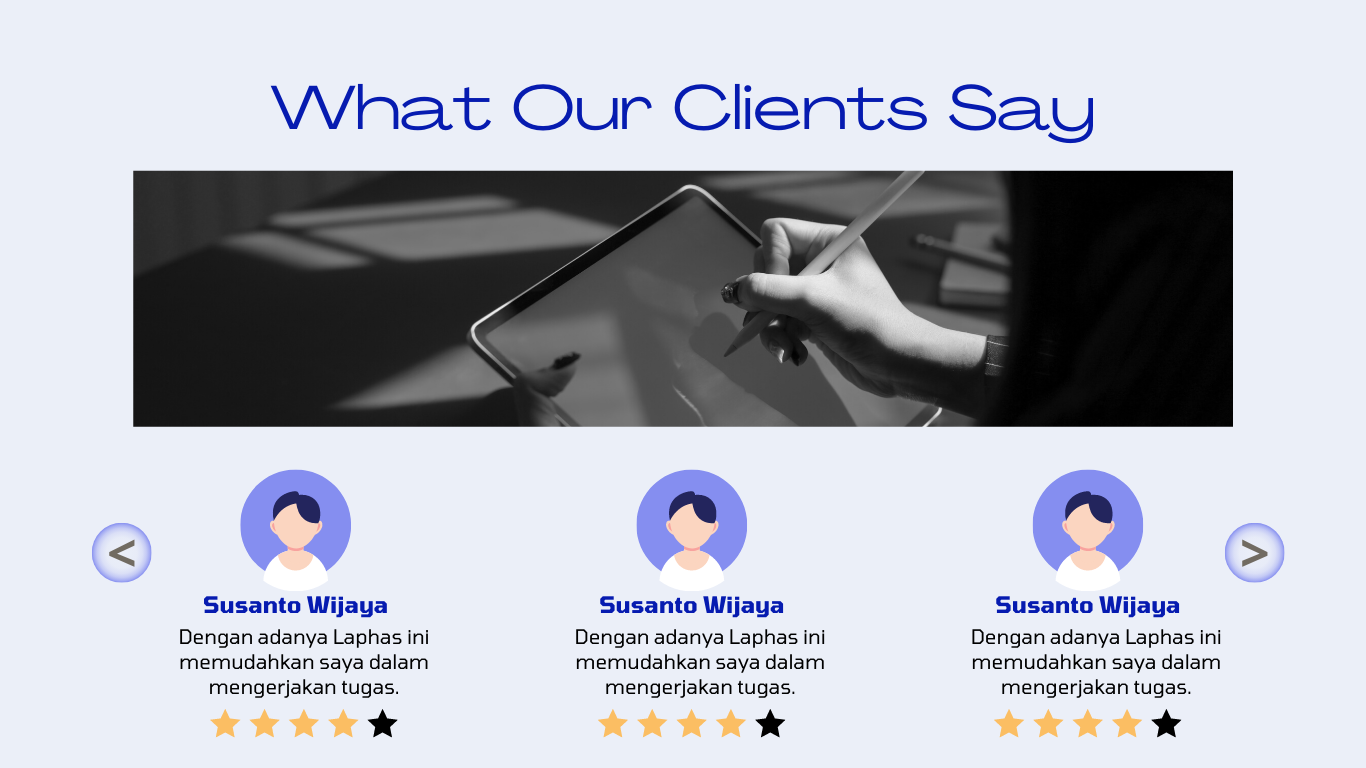 What Our Clients Say
<
>
Susanto Wijaya
Dengan adanya Laphas ini
memudahkan saya dalam
mengerjakan tugas.
Susanto Wijaya
Dengan adanya Laphas ini
memudahkan saya dalam
mengerjakan tugas.
Susanto Wijaya
Dengan adanya Laphas ini
memudahkan saya dalam
mengerjakan tugas.